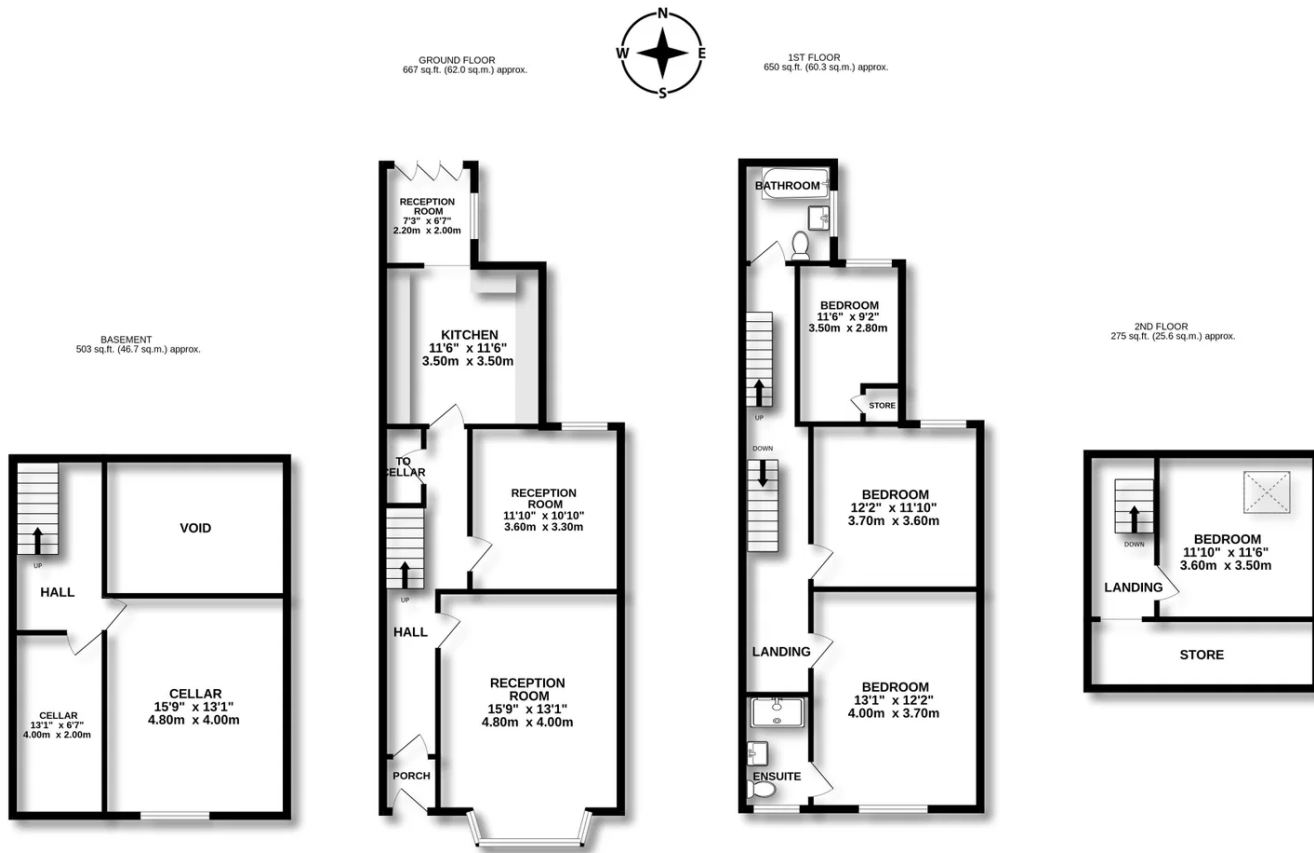 N
W
E
S
BASEMENT
503 sq.ft. (46.7 sq.m.) approx.
VOID
UP
HALL
CELLAR
15'9" x 13'1"
4.80m x 4.00m
CELLAR
13'1" x 6'7"
4.00m x 2.00m
GROUND FLOOR
667 sq.ft. (62.0 sq.m.) approx.
RECEPTION
ROOM
7'3" x 6'7"
2.20m x 2.00m
KITCHEN
11'6" x 11'6"
3.50m x 3.50m
TO
CELLAR
RECEPTION
ROOM
11'10" x 10'10"
3.60m x 3.30m
UP
HALL
RECEPTION
ROOM
15'9" x 13'1"
4.80m x 4.00m
PORCH
1ST FLOOR
650 sq.ft. (60.3 sq.m.) approx.
BATHROOM
BEDROOM
11'6" x 9'2"
3.50m x 2.80m
STORE
UP
DOWN
BEDROOM
12'2" x 11'10"
3.70m x 3.60m
LANDING
BEDROOM
13'1" x 12'2"
4.00m x 3.70m
ENSUITE
2ND FLOOR
275 sq.ft. (25.6 sq.m.) approx.
DOWN
BEDROOM
11'10" x 11'6"
3.60m x 3.50m
LANDING
STORE